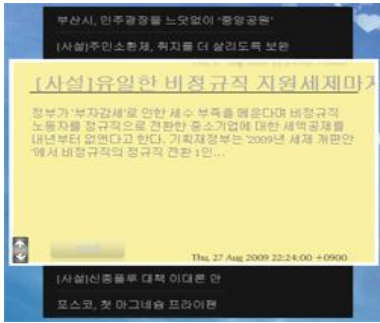 부산시, 민주광장을 느닷없이 '중앙공원'
[사설]주민소환제, 취지를 더 살리도록 보완
[사설]유일한 비정규직 지원세제마저
정부가 '부자감세'로 인한 세수 부족을 메운다며 비정규직
노동자를 정규직으로 전환한 중소기업에 대한 세액공제를
내년부터 없앤다고 한다. 기획재정부는 '2009년 세제 개편안
'에서 비정규직의 정규직 전환 1인...
Thu, 27 Aug 2009 22:24:00 +0900
[사설]신종플루 대책 이대론 안
포스코, 첫 마그네슘 프라이팬